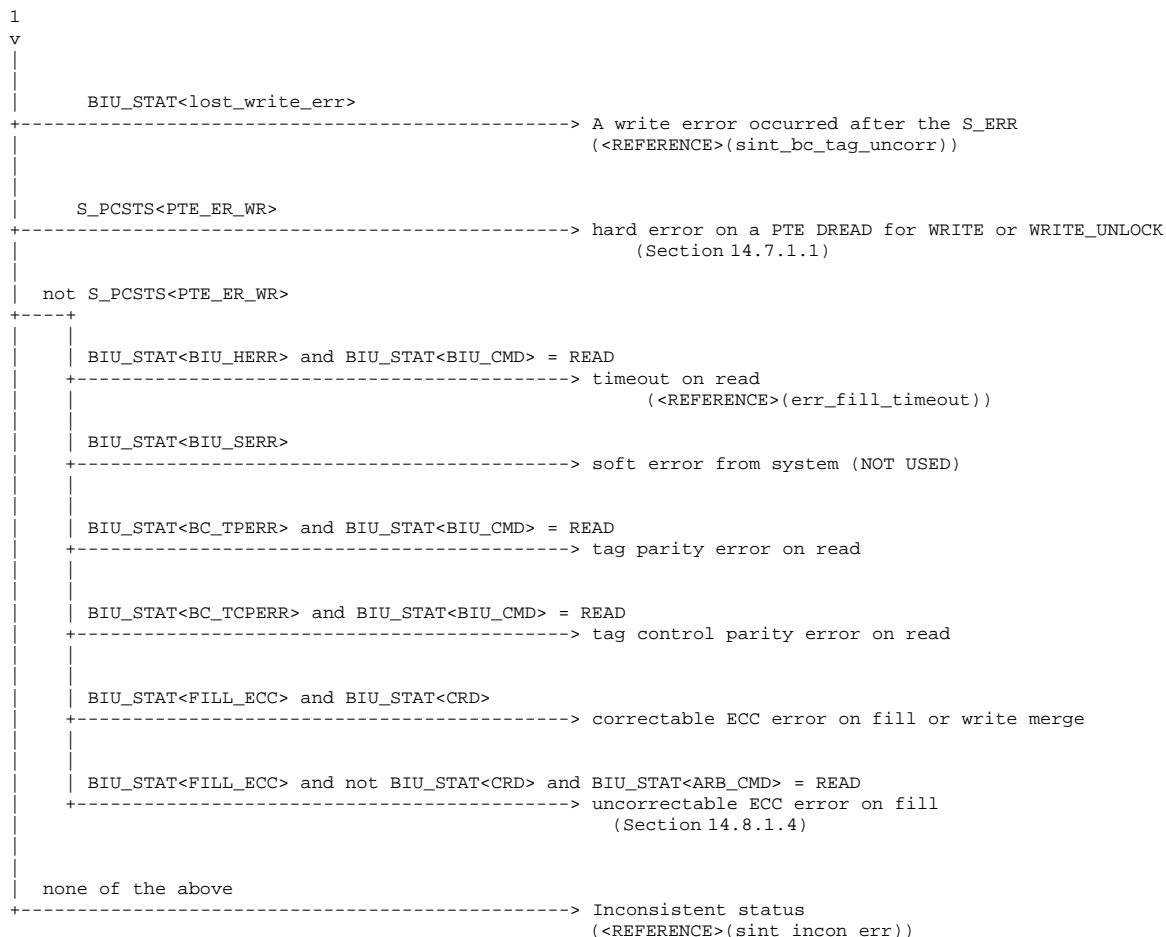 1
v
BIU_STAT<lost_write_err>
A write error occurred after the S_ERR
(<REFERENCE>(sint_bc_tag_uncorr))
S_PCSTS<PTE_ER_WR>
hard error on a PTE DREAD for WRITE or WRITE_UNLOCK
(Section 14.7.1.1)
not S_PCSTS<PTE_ER_WR>
BIU_STAT<BIU_HERR> and BIU_STAT<BIU_CMD> = READ
timeout on read
(<REFERENCE>(err_fill_timeout))
BIU_STAT<BIU_SERR>
soft error from system (NOT USED)
BIU_STAT<BC_TPERR> and BIU_STAT<BIU_CMD> = READ
tag parity error on read
BIU_STAT<BC_TCPERR> and BIU_STAT<BIU_CMD> = READ
tag control parity error on read
BIU_STAT<FILL_ECC> and BIU_STAT<CRD>
correctable ECC error on fill or write merge
BIU_STAT<FILL_ECC> and not BIU_STAT<CRD> and BIU_STAT<ARB_CMD> = READ
uncorrectable ECC error on fill
(Section 14.8.1.4)
none of the above
Inconsistent status
(<REFERENCE>(sint_incon_err))